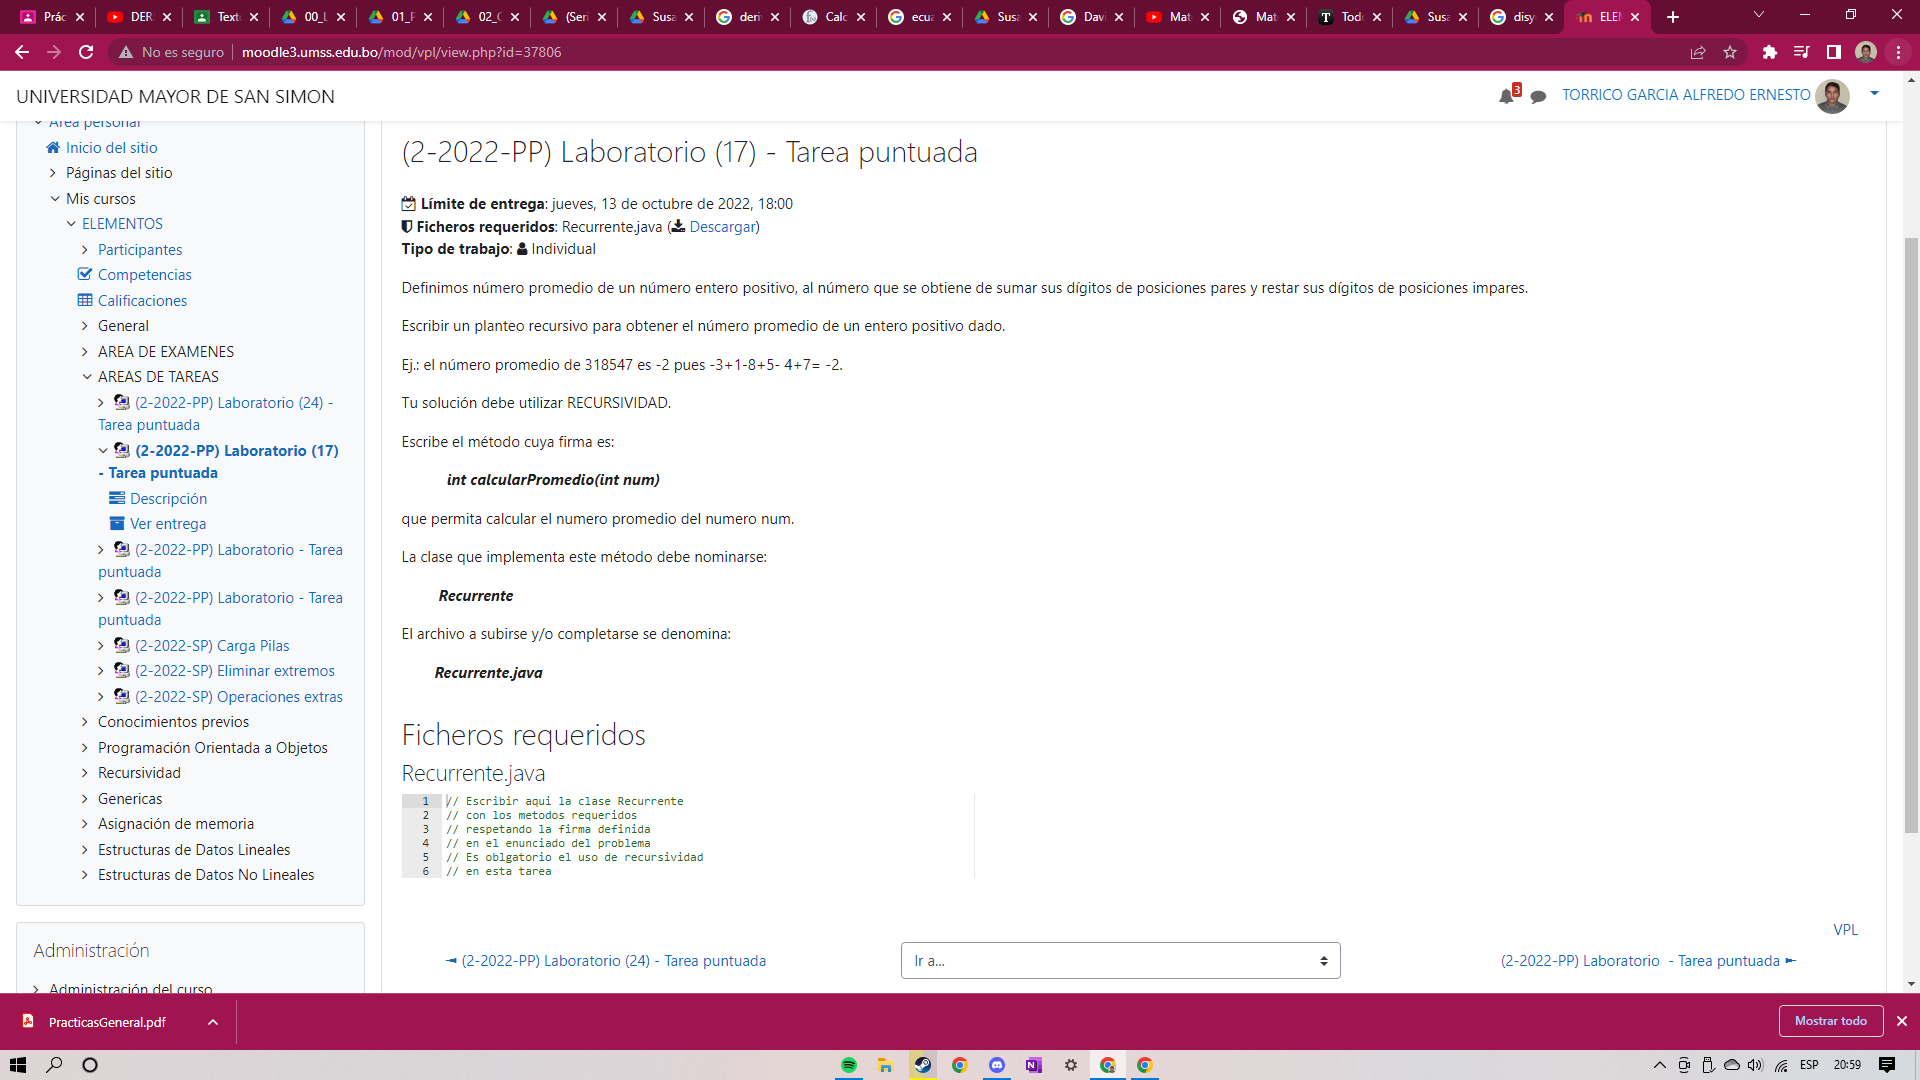 Prác
DER
Text
00_L
01_P
02_C
(Seri
Susa
deri
Calc
ecua
Susa
Davi
Mat
Mat
Todo
Susa
disy
ELEM
No es seguro moodle3.umss.edu.bo/mod/vpl/view.php?id=37806
UNIVERSIDAD MAYOR DE SAN SIMON
3
TORRICO GARCIA ALFREDO ERNESTO
Área personal
Inicio del sitio
Páginas del sitio
Mis cursos
ELEMENTOS
Participantes
Competencias
Calificaciones
General
AREA DE EXAMENES
AREAS DE TAREAS
(2-2022-PP) Laboratorio (24) -
Tarea puntuada
(2-2022-PP) Laboratorio (17)
- Tarea puntuada
Descripción
Ver entrega
(2-2022-PP) Laboratorio - Tarea
puntuada
(2-2022-PP) Laboratorio - Tarea
puntuada
(2-2022-SP) Carga Pilas
(2-2022-SP) Eliminar extremos
(2-2022-SP) Operaciones extras
Conocimientos previos
Programación Orientada a Objetos
Recursividad
Genericas
Asignación de memoria
Estructuras de Datos Lineales
Estructuras de Datos No Lineales
Administración
Administración del curso
(2-2022-PP) Laboratorio (17) - Tarea puntuada
Límite de entrega: jueves, 13 de octubre de 2022, 18:00
Ficheros requeridos: Recurrente.java (Descargar)
Tipo de trabajo: Individual
Definimos número promedio de un número entero positivo, al número que se obtiene de sumar sus dígitos de posiciones pares y restar sus dígitos de posiciones impares.
Escribir un planteo recursivo para obtener el número promedio de un entero positivo dado.
Ej.: el número promedio de 318547 es -2 pues -3+1-8+5- 4+7= -2.
Tu solución debe utilizar RECURSIVIDAD.
Escribe el método cuya firma es:
int calcularPromedio(int num)
que permita calcular el numero promedio del numero num.
La clase que implementa este método debe nominarse:
Recurrente
El archivo a subirse y/o completarse se denomina:
Recurrente.java
Ficheros requeridos
Recurrente.java
1 // Escribir aqui la clase Recurrente
2 // con los metodos requeridos
3 // respetando la firma definida
4 // en el enunciado del problema
5 // Es oblgatorio el uso de recursividad
6 // en esta tarea
VPL
◄ (2-2022-PP) Laboratorio (24) - Tarea puntuada
Ir a...
(2-2022-PP) Laboratorio - Tarea puntuada ►
PracticasGeneral.pdf
Mostrar todo
ESP
20:59